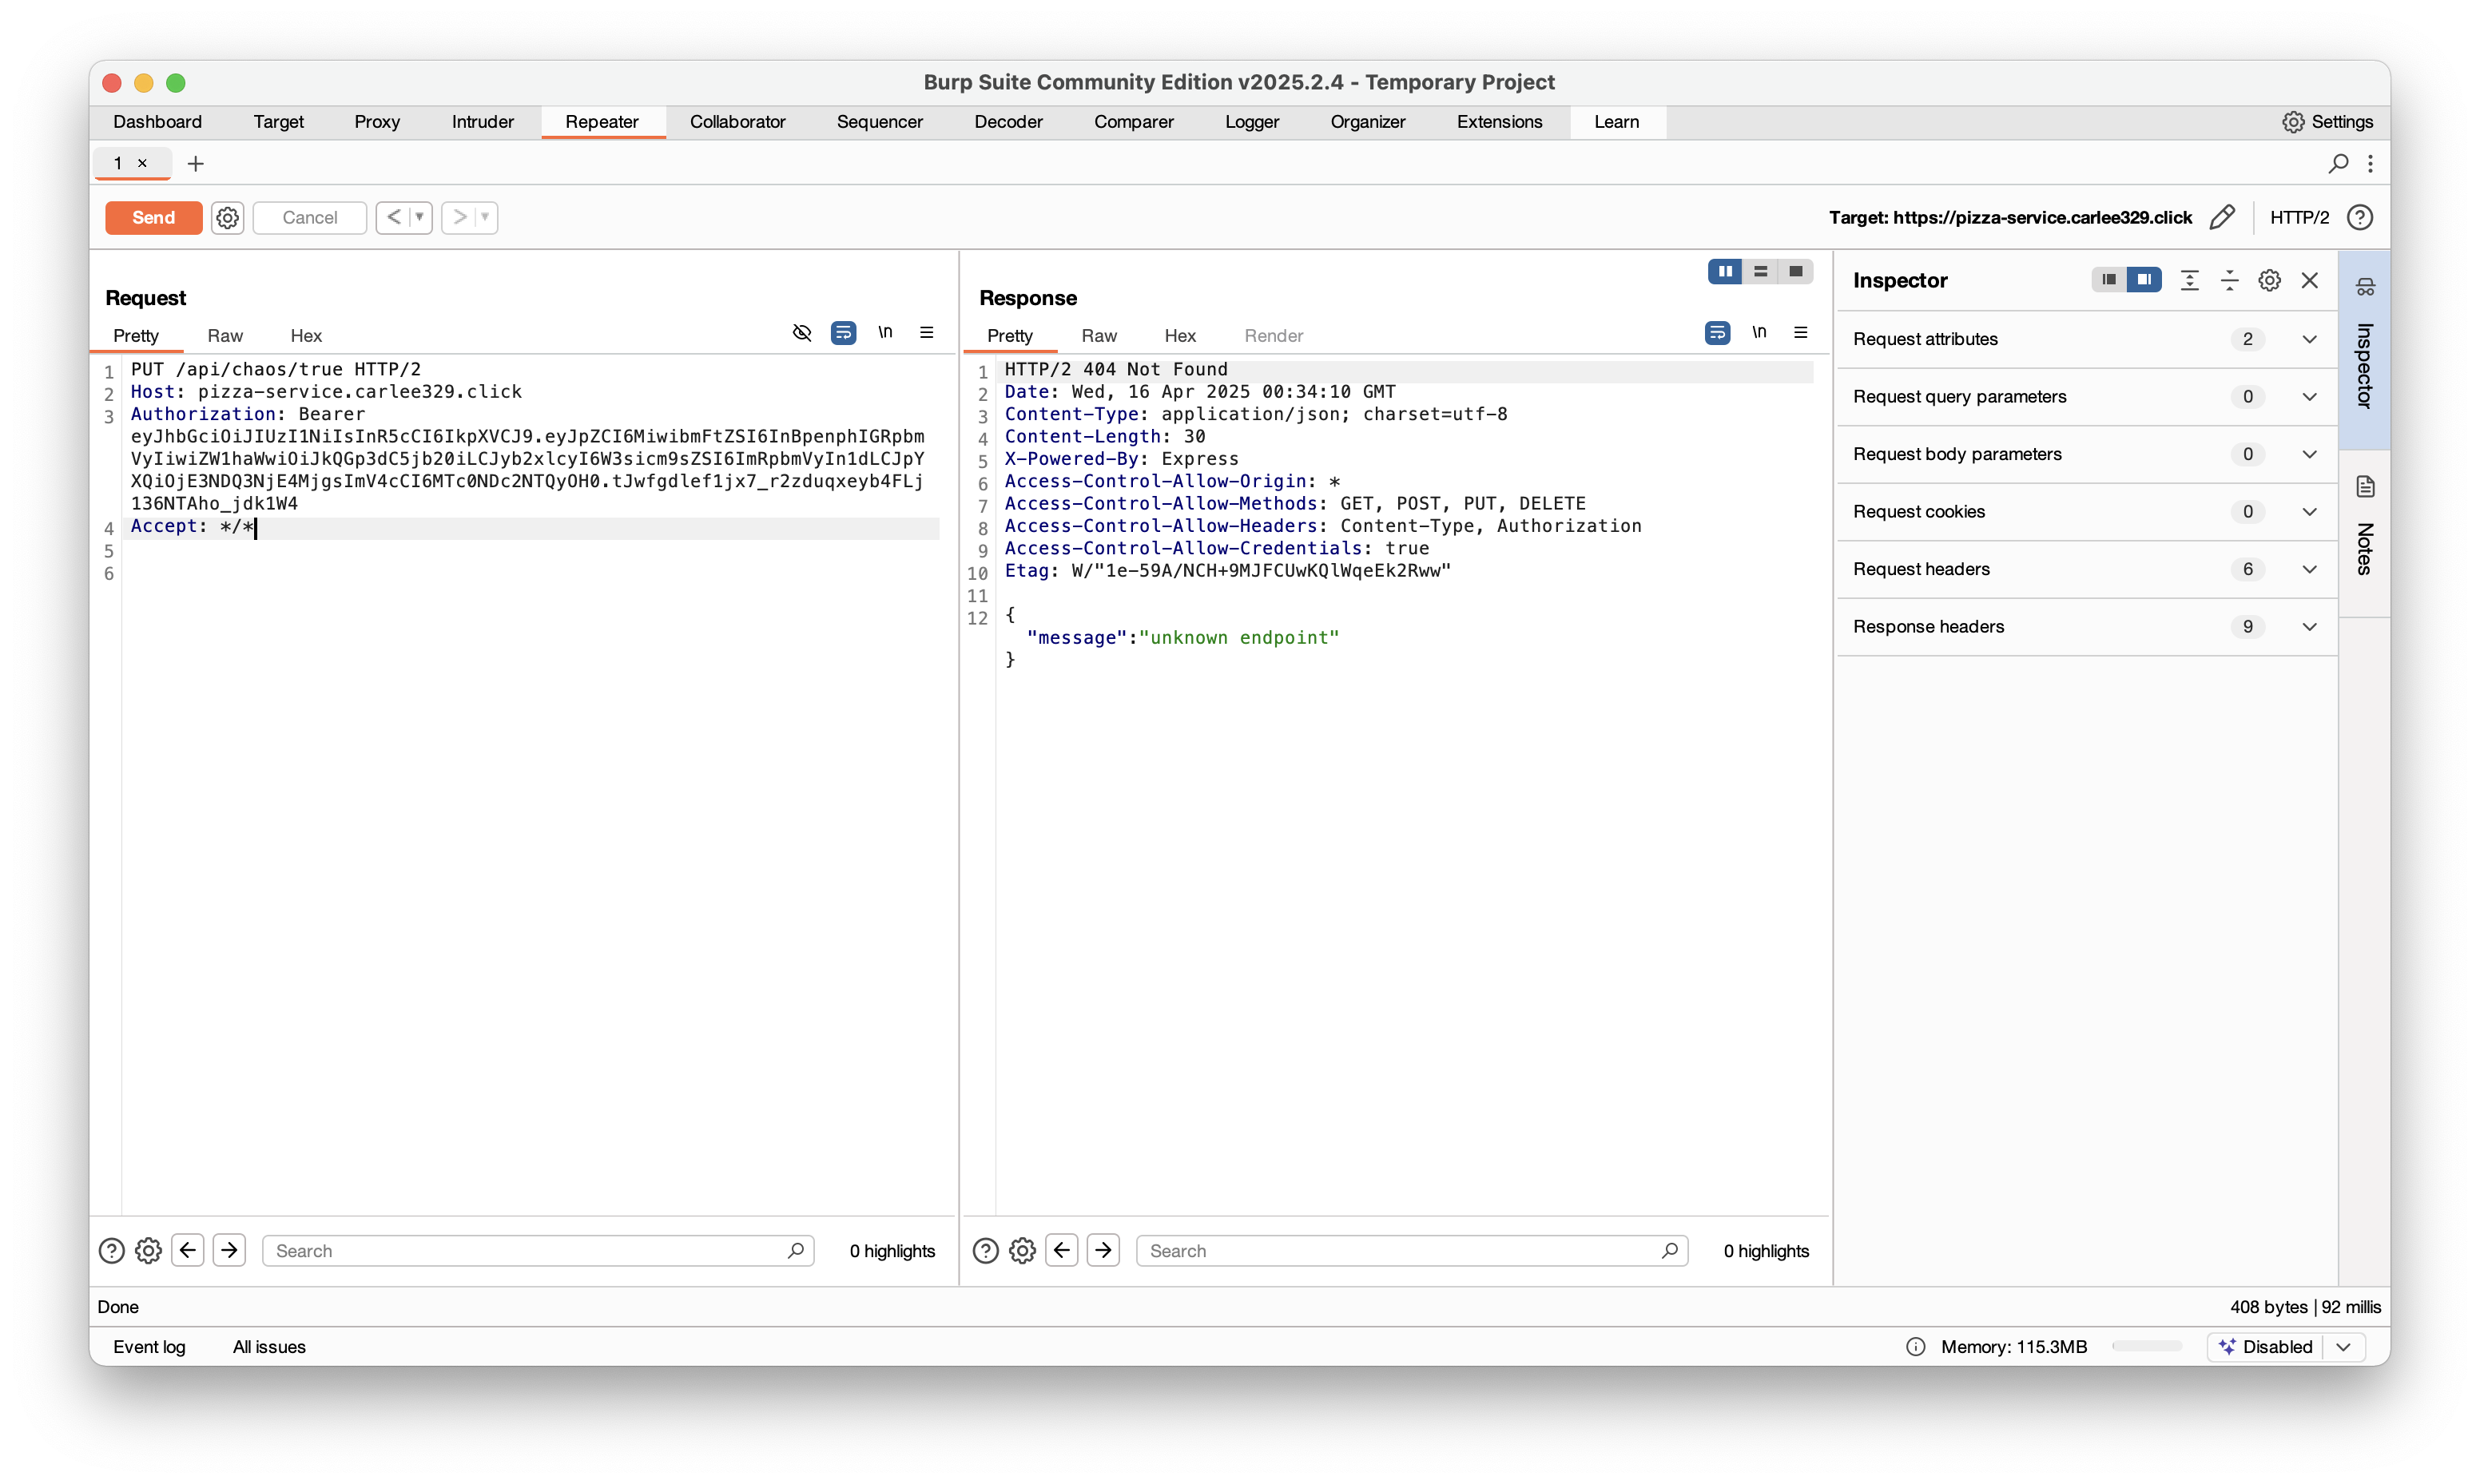 Burp Suite Community Edition v2025.2.4 - Temporary Project
Dashboard Target Proxy Intruder Repeater Collaborator Sequencer Decoder Comparer Logger Organizer Extensions Learn Settings
1 × +
Send Cancel < ▼ > ▼ Target: https://pizza-service.carlee329.click HTTP/2 ?
Request
Pretty Raw Hex \n
1 PUT /api/chaos/true HTTP/2
2 Host: pizza-service.carlee329.click
3 Authorization: Bearer
eyJhbGciOiJIUzI1NiIsInR5cCI6IkpXVCJ9.eyJpZCI6MiwibmFtZSI6InBpenphIGRpbm
VyIiwiZW1haWwiOiJkQGp3dC5jb20iLCJyb2xlcyI6W3sicm9sZSI6ImRpbmVyIn1dLCJpY
XQiOjE3NDQ3NjE4MjgsImV4cCI6MTc0NDc2NTQyOH0.tJwfgdlef1jx7_r2zduqxeyb4FLj
136NTAho_jdk1W4
4 Accept: */*
5
6
Response
Pretty Raw Hex Render \n
1 HTTP/2 404 Not Found
2 Date: Wed, 16 Apr 2025 00:34:10 GMT
3 Content-Type: application/json; charset=utf-8
4 Content-Length: 30
5 X-Powered-By: Express
6 Access-Control-Allow-Origin: *
7 Access-Control-Allow-Methods: GET, POST, PUT, DELETE
8 Access-Control-Allow-Headers: Content-Type, Authorization
9 Access-Control-Allow-Credentials: true
10 Etag: W/"1e-59A/NCH+9MJFCUwKQlWqeEk2Rww"
11
12 {
"message":"unknown endpoint"
}
Inspector
Request attributes 2
Request query parameters 0
Request body parameters 0
Request cookies 0
Request headers 6
Response headers 9
Inspector
Notes
? Search 0 highlights
? Search 0 highlights
Done 408 bytes | 92 millis
Event log All issues Memory: 115.3MB Disabled